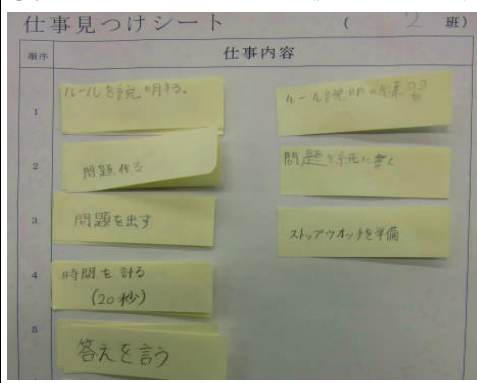 仕事見つけシート ( 2 班)
順序 仕事内容
1 ルールを説明する。 ルール説明の練習
2 問題作る 問題を紙に書く
3 問題を出す ストップウオッチを準備
4 時間を計る
(20秒)
5 答えを言う